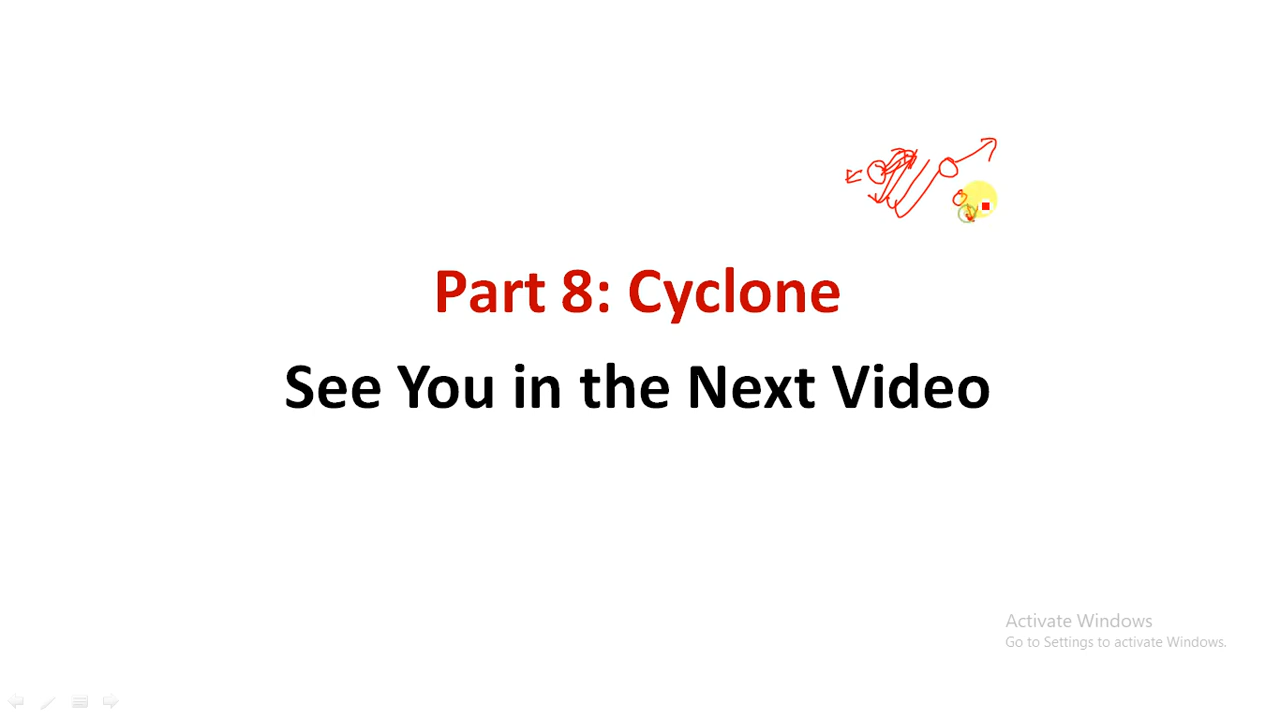 Part 8: Cyclone
See You in the Next Video
Activate Windows
Go to Settings to activate Windows.